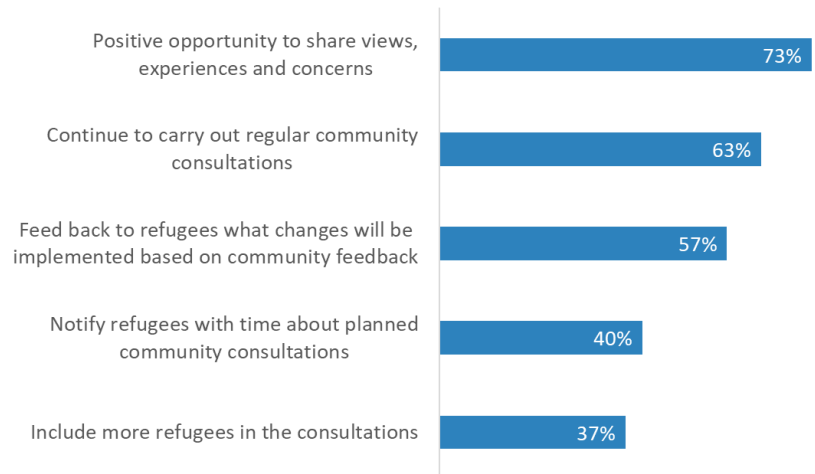 Positive opportunity to share views,
experiences and concerns
73%
Continue to carry out regular community
consultations
63%
Feed back to refugees what changes will be
implemented based on community feedback
57%
Notify refugees with time about planned
community consultations
40%
Include more refugees in the consultations
37%